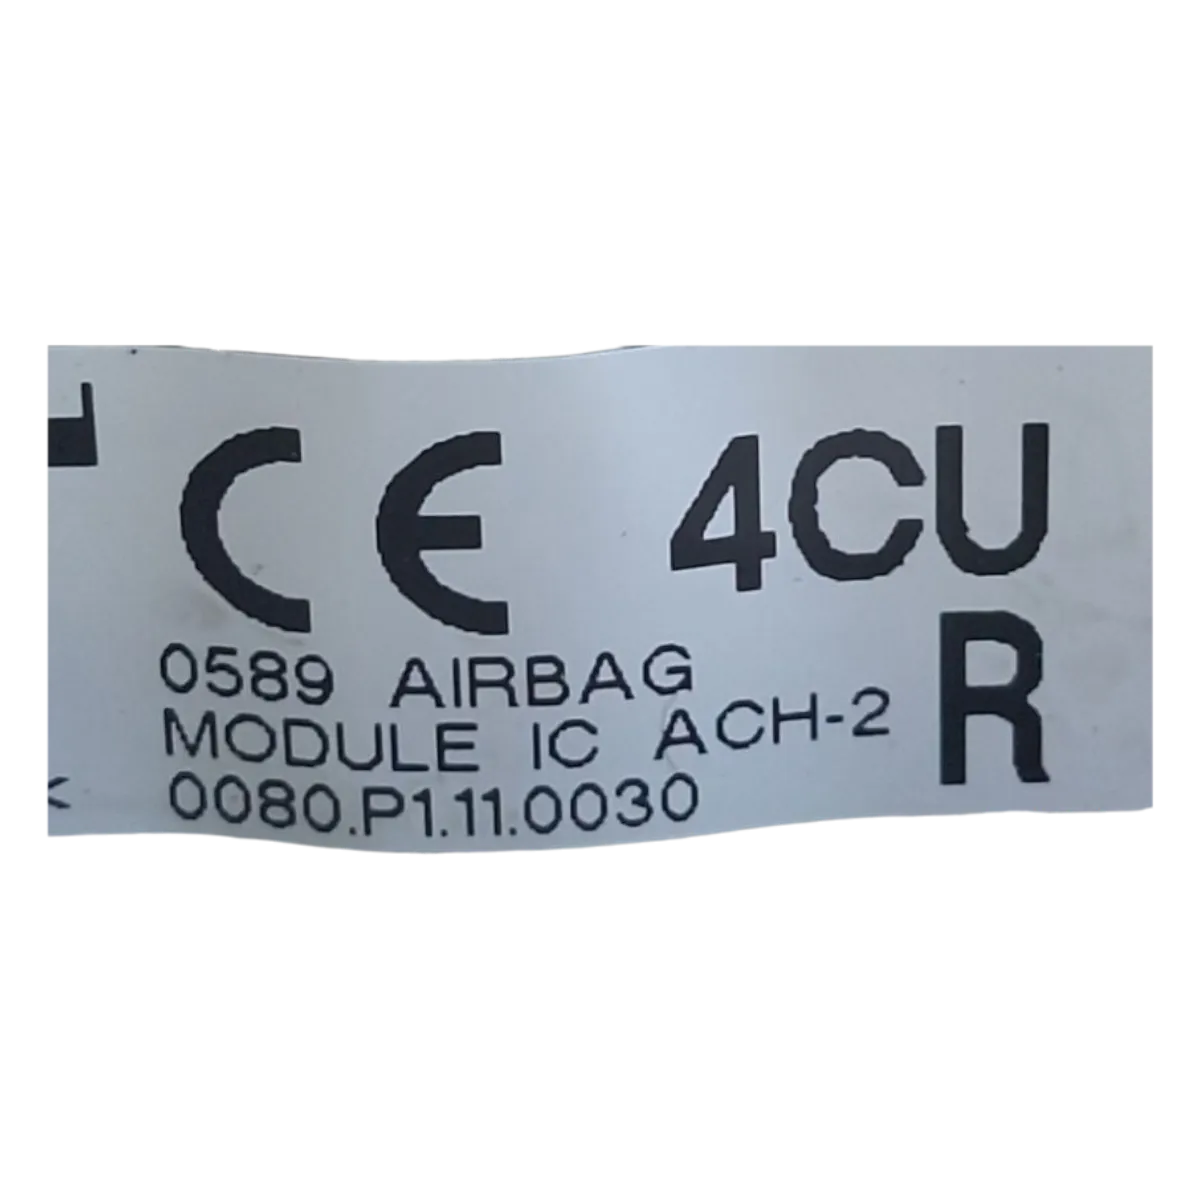 CE 4CU
R
0589 AIRBAG
MODULE IC ACH-2
0080.P1.11.0030